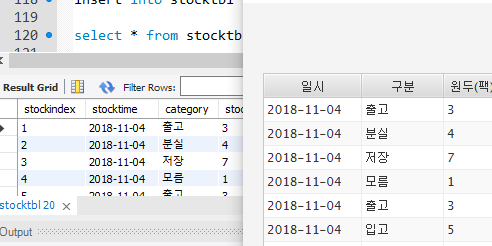 insert into stocktbl
119
120 select * from stocktb
Result Grid Filter Rows:
stockindex stocktime category
1 2018-11-04 출고 3
2 2018-11-04 분실 4
3 2018-11-04 저장 7
4 2018-11-04 모름 1
5 2018-11-04 출고 3
stocktbl 20 ×
Output
일시 구분 원두(팩)
2018-11-04 출고 3
2018-11-04 분실 4
2018-11-04 저장 7
2018-11-04 모름 1
2018-11-04 출고 3
2018-11-04 입고 5